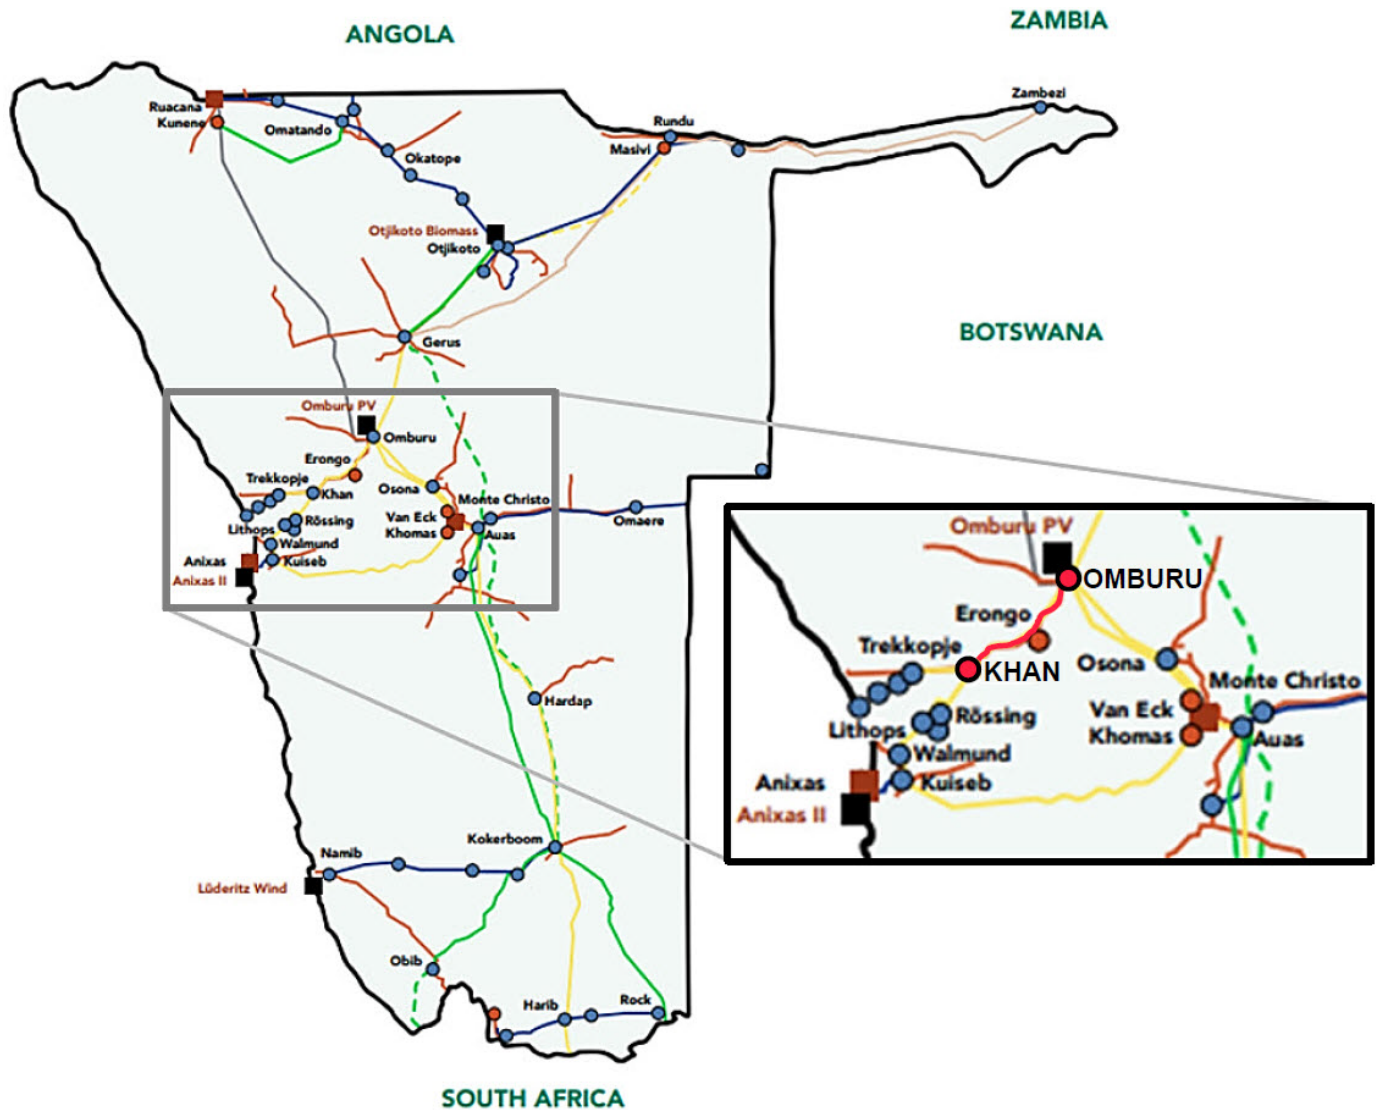 ANGOLA
ZAMBIA
Ruacana
Kunene
Omatando
Okatope
Rundu
Masivi
Zambezi
Otjikoto Biomass
Otjikoto
BOTSWANA
Gerus
Omburu PV
Omburu
Erongo
Trekkopje
Khan
Osona
Monte Christo
Lithops
Rössing
Van Eck
Khomas
Omaere
Walmund
Auas
Anixas
Kuiseb
Anixas II
Omburu PV
OMBURU
Erongo
Trekkopje
KHAN
Osona
Monte Christo
Lithops
Rössing
Van Eck
Khomas
Auas
Walmund
Anixas
Kuiseb
Anixas II
Hardap
Kokerboom
Namib
Lüderitz Wind
Obib
Harib
Rock
SOUTH AFRICA